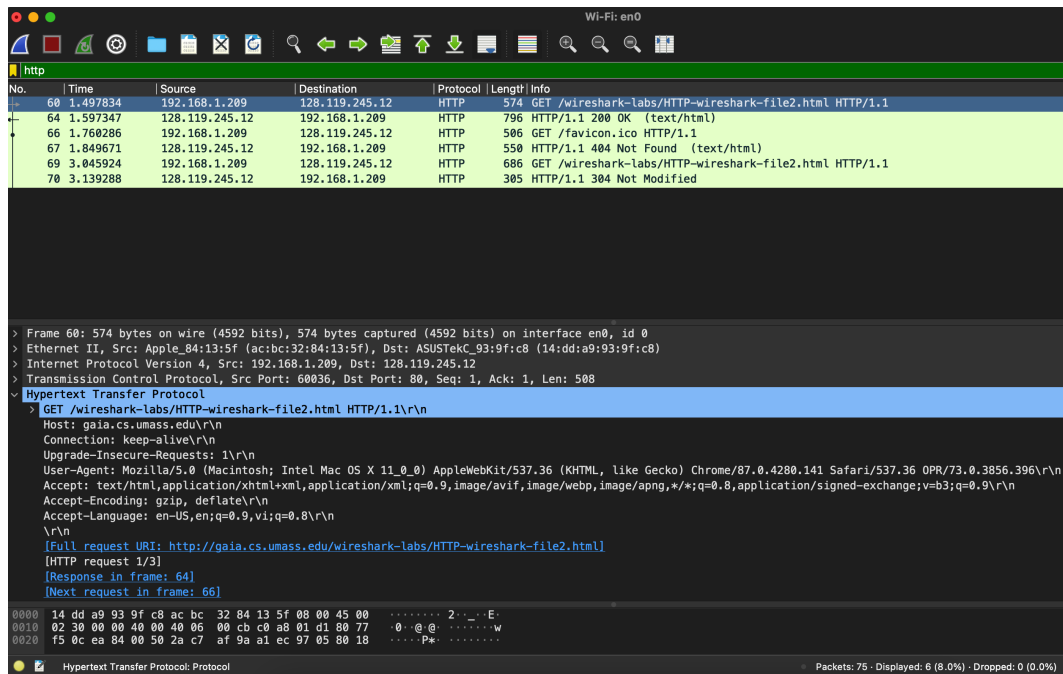 Wi-Fi: en0
http
No. Time Source Destination Protocol Length Info
60 1.497834 192.168.1.209 128.119.245.12 HTTP 574 GET /wireshark-labs/HTTP-wireshark-file2.html HTTP/1.1
64 1.597347 128.119.245.12 192.168.1.209 HTTP 796 HTTP/1.1 200 OK (text/html)
66 1.760286 192.168.1.209 128.119.245.12 HTTP 506 GET /favicon.ico HTTP/1.1
67 1.849671 128.119.245.12 192.168.1.209 HTTP 550 HTTP/1.1 404 Not Found (text/html)
69 3.045924 192.168.1.209 128.119.245.12 HTTP 686 GET /wireshark-labs/HTTP-wireshark-file2.html HTTP/1.1
70 3.139288 128.119.245.12 192.168.1.209 HTTP 305 HTTP/1.1 304 Not Modified
> Frame 60: 574 bytes on wire (4592 bits), 574 bytes captured (4592 bits) on interface en0, id 0
> Ethernet II, Src: Apple_84:13:5f (ac:bc:32:84:13:5f), Dst: ASUSTekC_93:9f:c8 (14:dd:a9:93:9f:c8)
> Internet Protocol Version 4, Src: 192.168.1.209, Dst: 128.119.245.12
> Transmission Control Protocol, Src Port: 60036, Dst Port: 80, Seq: 1, Ack: 1, Len: 508
Hypertext Transfer Protocol
> GET /wireshark-labs/HTTP-wireshark-file2.html HTTP/1.1\r\n
Host: gaia.cs.umass.edu\r\n
Connection: keep-alive\r\n
Upgrade-Insecure-Requests: 1\r\n
User-Agent: Mozilla/5.0 (Macintosh; Intel Mac OS X 11_0_0) AppleWebKit/537.36 (KHTML, like Gecko) Chrome/87.0.4280.141 Safari/537.36 OPR/73.0.3856.396\r\n
Accept: text/html,application/xhtml+xml,application/xml;q=0.9,image/avif,image/webp,image/apng,*/*;q=0.8,application/signed-exchange;v=b3;q=0.9\r\n
Accept-Encoding: gzip, deflate\r\n
Accept-Language: en-US,en;q=0.9,vi;q=0.8\r\n
\r\n
[Full request URI: http://gaia.cs.umass.edu/wireshark-labs/HTTP-wireshark-file2.html]
[HTTP request 1/3]
[Response in frame: 64]
[Next request in frame: 66]
0000 14 dd a9 93 9f c8 ac bc 32 84 13 5f 08 00 45 00 ········ 2··_··E·
0010 02 30 00 00 40 00 40 06 00 cb c0 a8 01 d1 80 77 ·0··@·@· ·······w
0020 f5 0c ea 84 00 50 2a c7 af 9a a1 ec 97 05 80 18 ·····P*· ········
Hypertext Transfer Protocol: Protocol
Packets: 75 · Displayed: 6 (8.0%) · Dropped: 0 (0.0%)